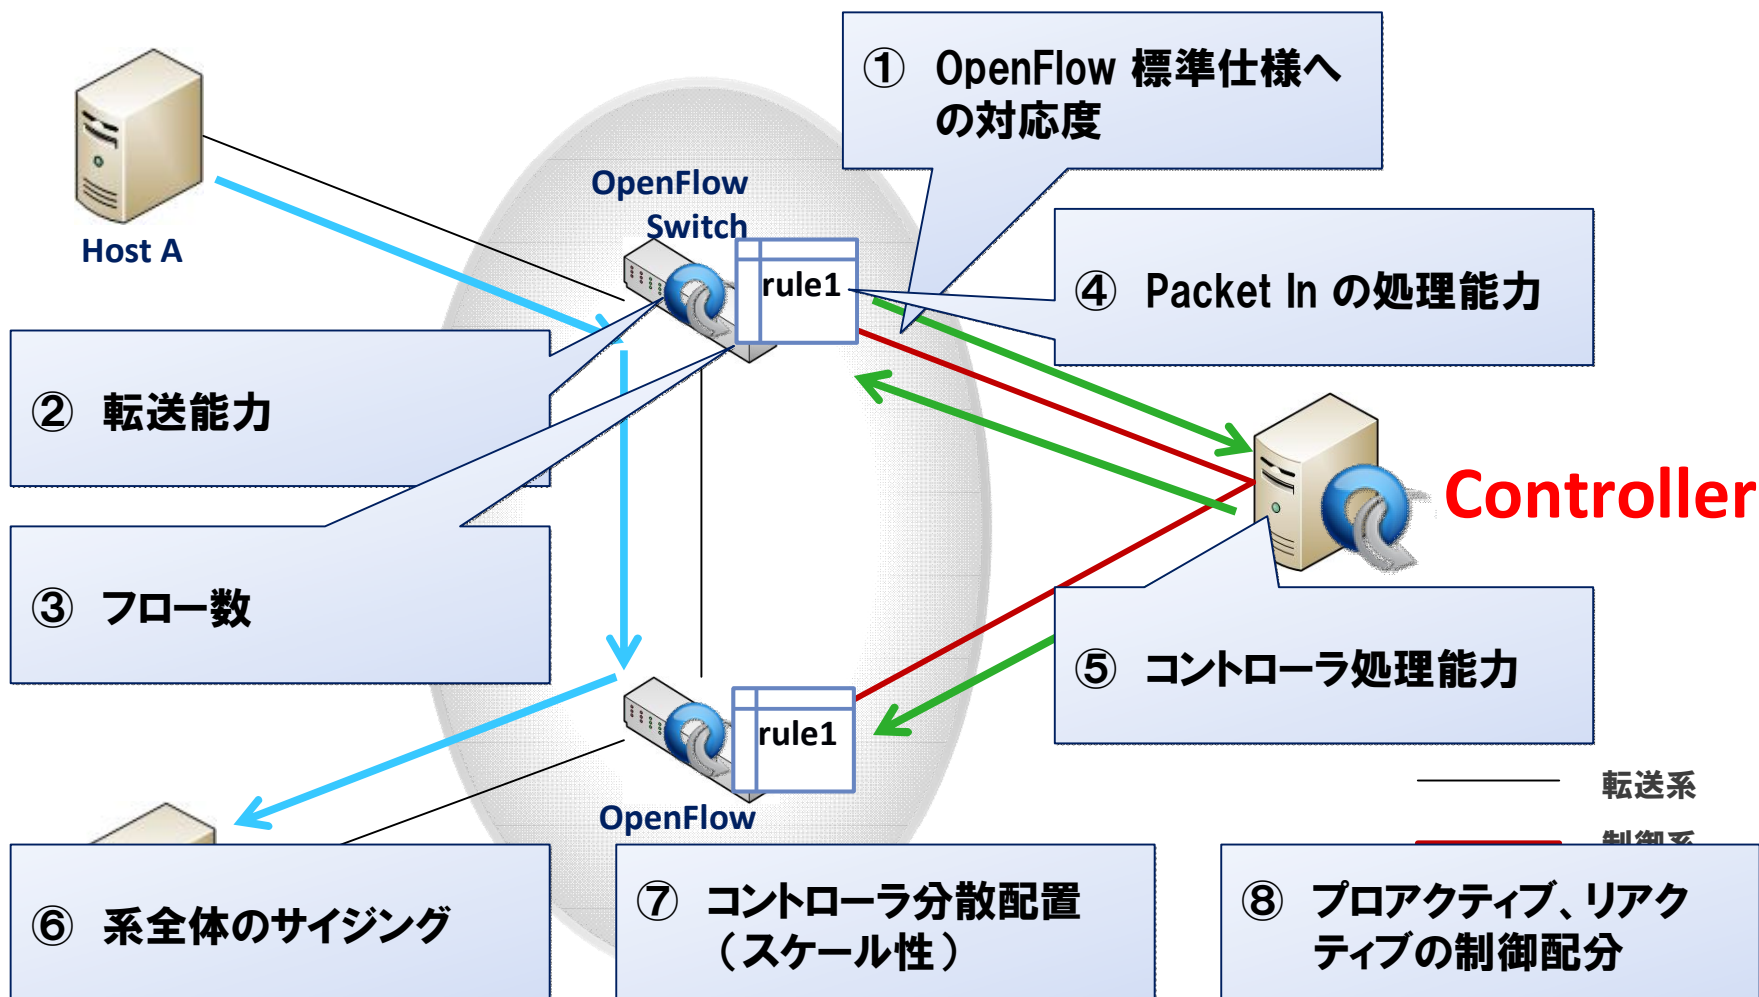 ① OpenFlow 標準仕様へ
の対応度
OpenFlow
Switch
Host A
rule1
④ Packet In の処理能力
② 転送能力
Controller
③ フロー数
⑤ コントローラ処理能力
rule1
OpenFlow
転送系
制御系
⑥ 系全体のサイジング
⑦ コントローラ分散配置
（スケール性）
⑧ プロアクティブ、リアク
ティブの制御配分